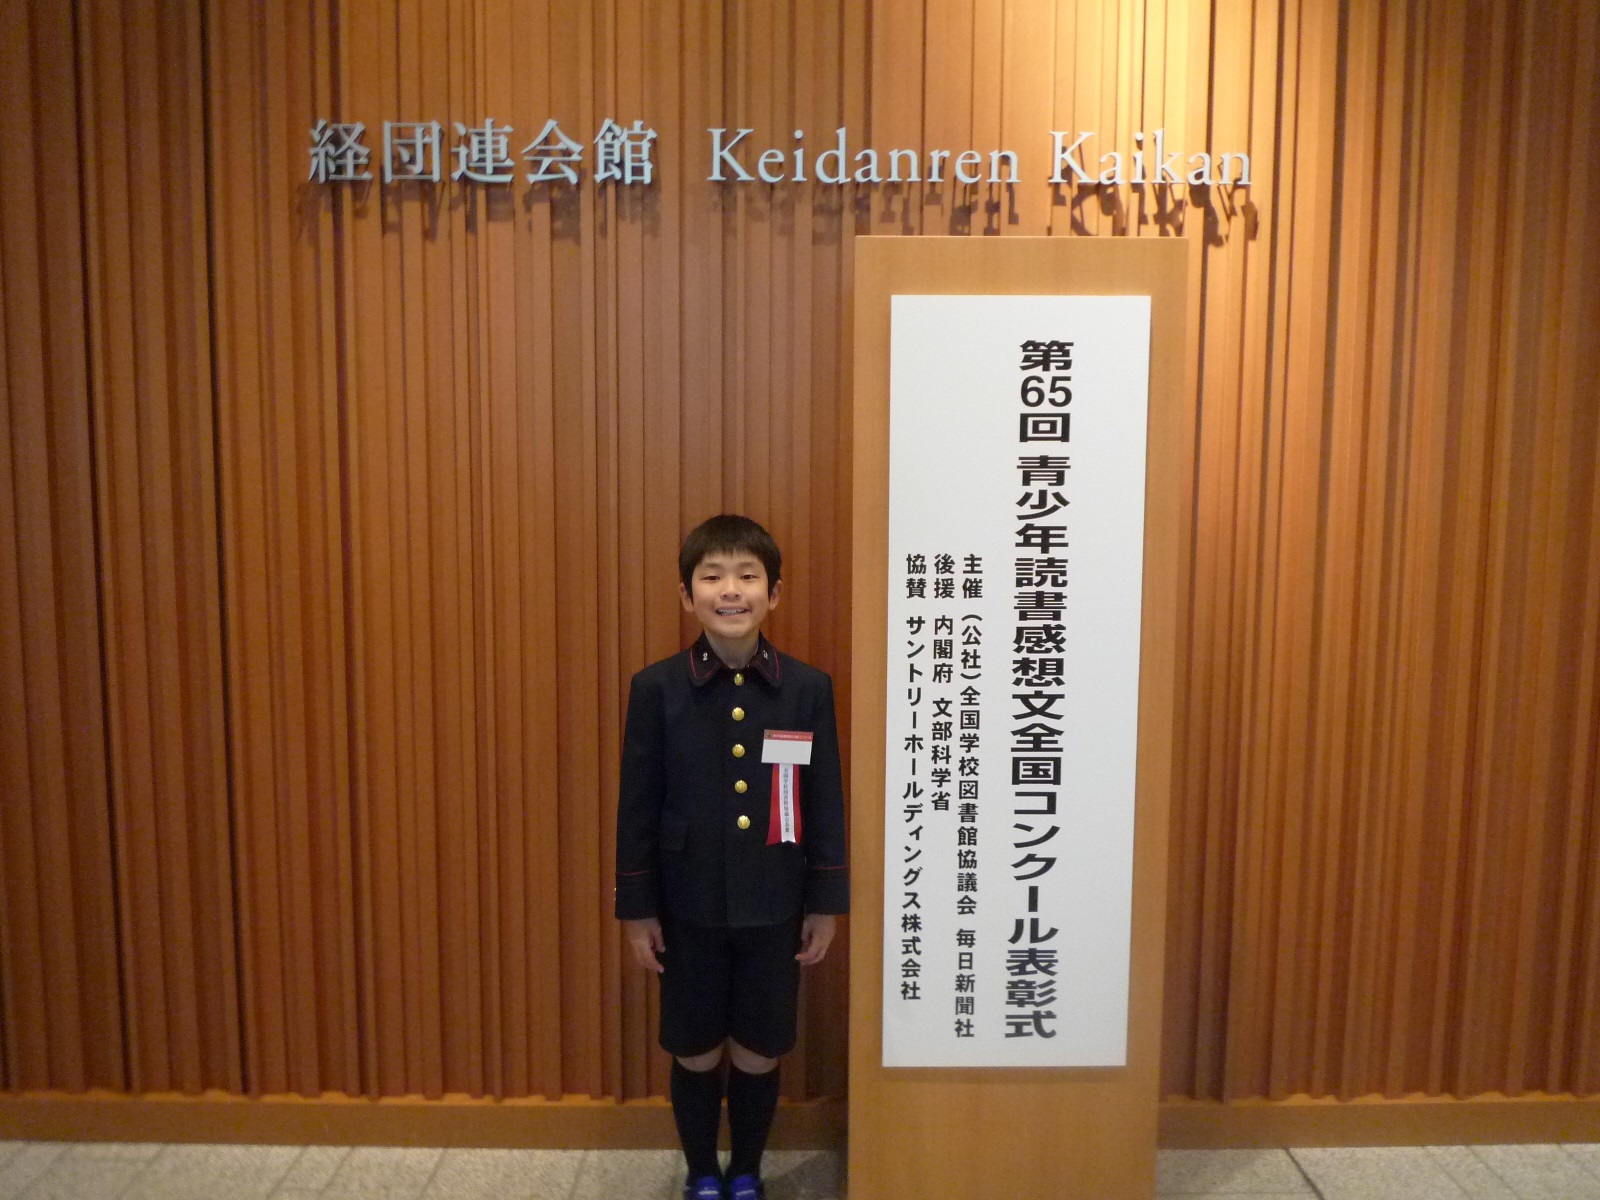 経団連会館 Keidanren Kaikan
第65回 青少年読書感想文全国コンクール表彰式
主催 (公社)全国学校図書館協議会 毎日新聞社
後援 内閣府 文部科学省
協賛 サントリーホールディングス株式会社
2